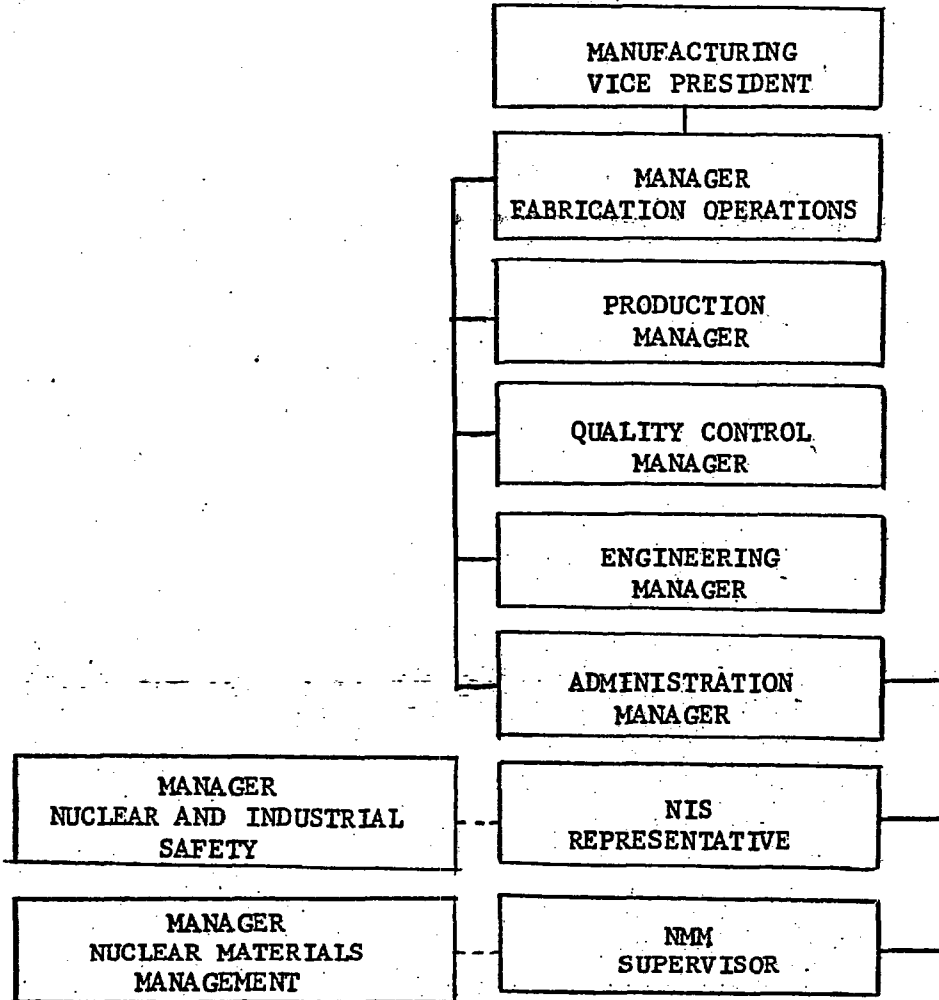 MANUFACTURING
VICE PRESIDENT
MANAGER
FABRICATION OPERATIONS
PRODUCTION
MANAGER
QUALITY CONTROL
MANAGER
ENGINEERING
MANAGER
ADMINISTRATION
MANAGER
MANAGER
NUCLEAR AND INDUSTRIAL
SAFETY
NIS
REPRESENTATIVE
MANAGER
NUCLEAR MATERIALS
MANAGEMENT
NMM
SUPERVISOR